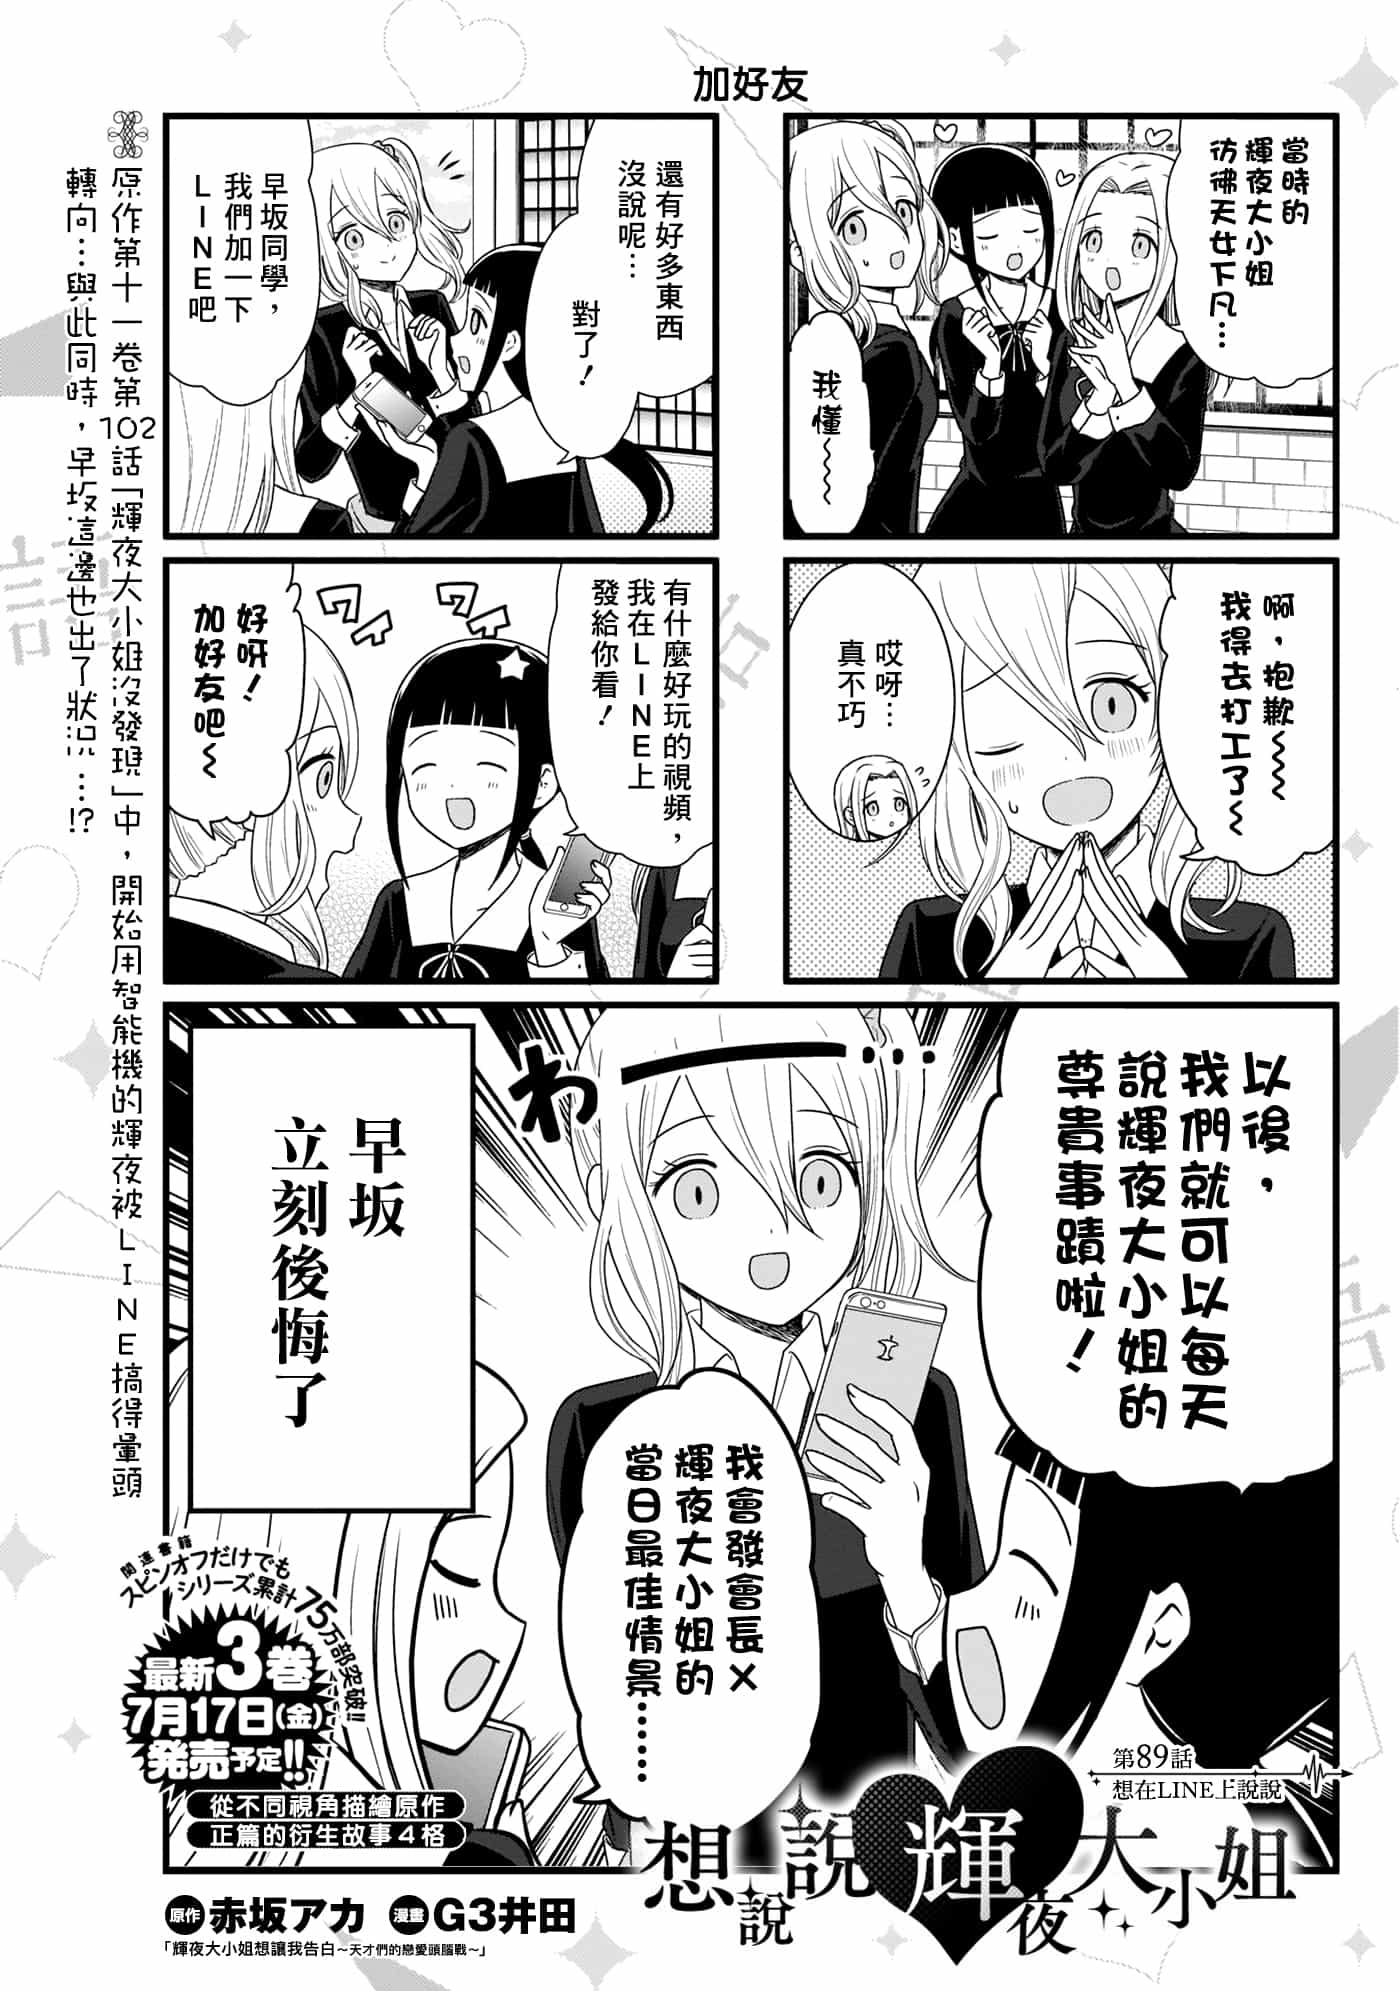 加好友
當時的
輝夜大小姐
彷彿天女下凡…
我懂～～
啊，抱歉～～
我得去打工了～
哎呀…
真不巧
還有好多東西
沒說呢…
對了！
早坂同學，
我們加一下
LINE吧
有什麼好玩的視頻，
我在LINE上
發給你看！
ワイ
ワイ
好呀！
加好友吧～
以後，
我們就可以每天
說輝夜大小姐的
尊貴事蹟啦！
わー…
我會發會長×
輝夜大小姐的
當日最佳情景……
早坂
立刻後悔了
原作第十一卷第102話「輝夜大小姐沒發現」中，開始用智能機的輝夜被LINE搞得暈頭
轉向…與此同時，早坂這邊也出了狀況…!?
関連書籍
スピンオフだけでも
シリーズ累計75万部突破!!
最新3巻
7月17日(金)
発売予定!!
從不同視角描繪原作
正篇的衍生故事4格
第89話
想在LINE上說說
想說說輝夜大小姐
原作 赤坂アカ 漫畫 G3井田
「輝夜大小姐想讓我告白～天才們的戀愛頭腦戰～」